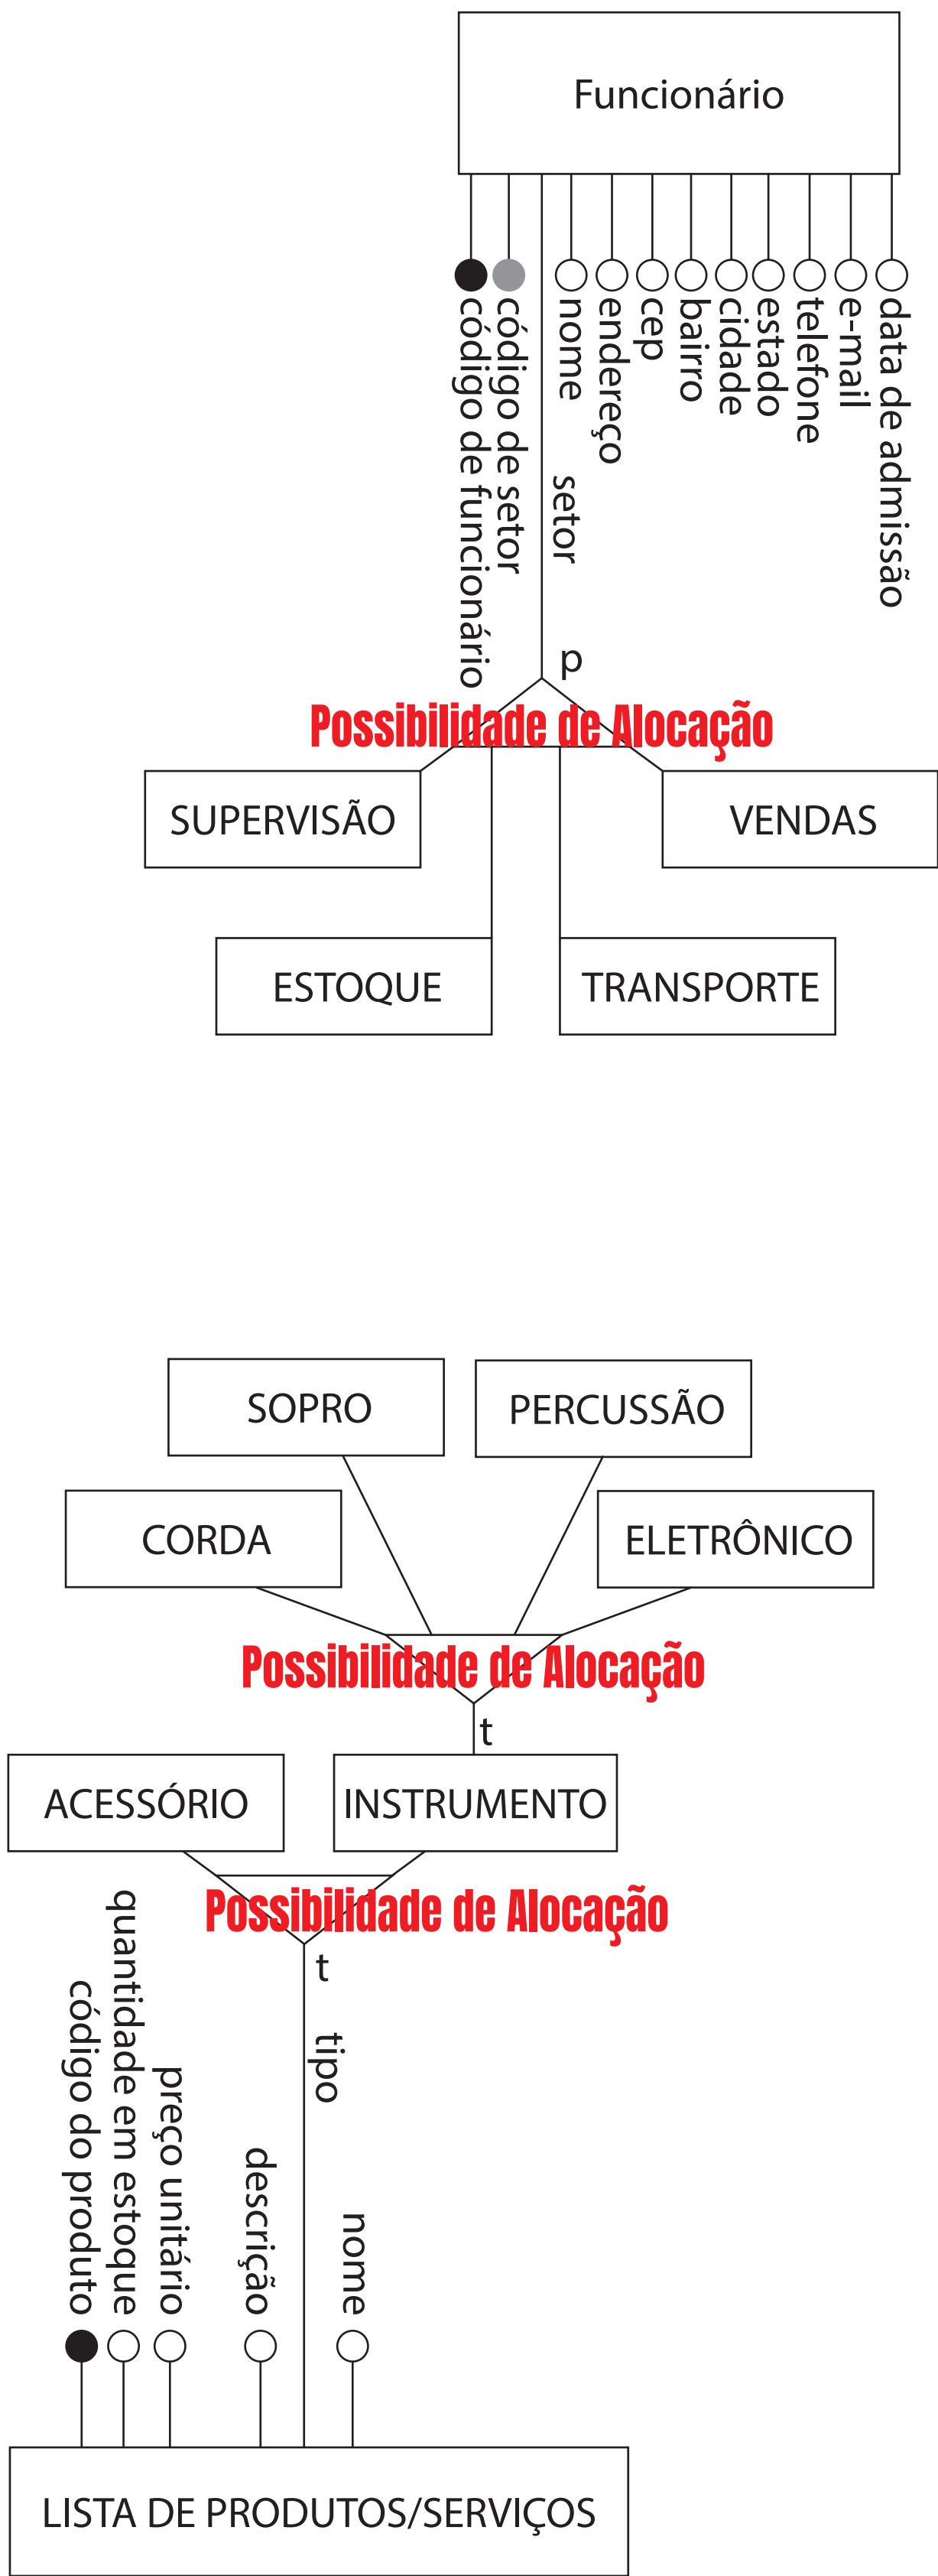 Funcionário
código de funcionário
código de setor
setor
nome
endereço
cep
bairro
cidade
estado
telefone
e-mail
data de admissão
p
Possibilidade de Alocação
SUPERVISÃO
VENDAS
ESTOQUE
TRANSPORTE
SOPRO
PERCUSSÃO
CORDA
ELETRÔNICO
Possibilidade de Alocação
t
ACESSÓRIO
INSTRUMENTO
Possibilidade de Alocação
t
tipo
código do produto
quantidade em estoque
preço unitário
descrição
nome
LISTA DE PRODUTOS/SERVIÇOS